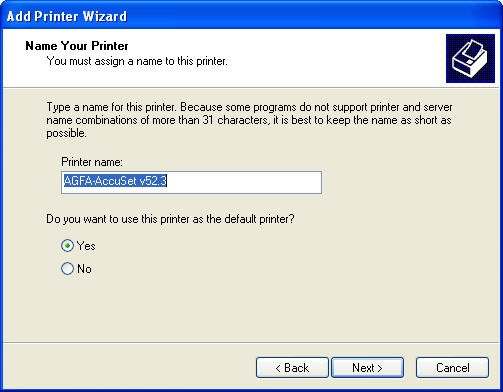 Add Printer Wizard
Name Your Printer
You must assign a name to this printer.
Type a name for this printer. Because some programs do not support printer and server
name combinations of more than 31 characters, it is best to keep the name as short as
possible.
Printer name:
AGFA-AccuSet v52.3
Do you want to use this printer as the default printer?
Yes
No
< Back
Next >
Cancel